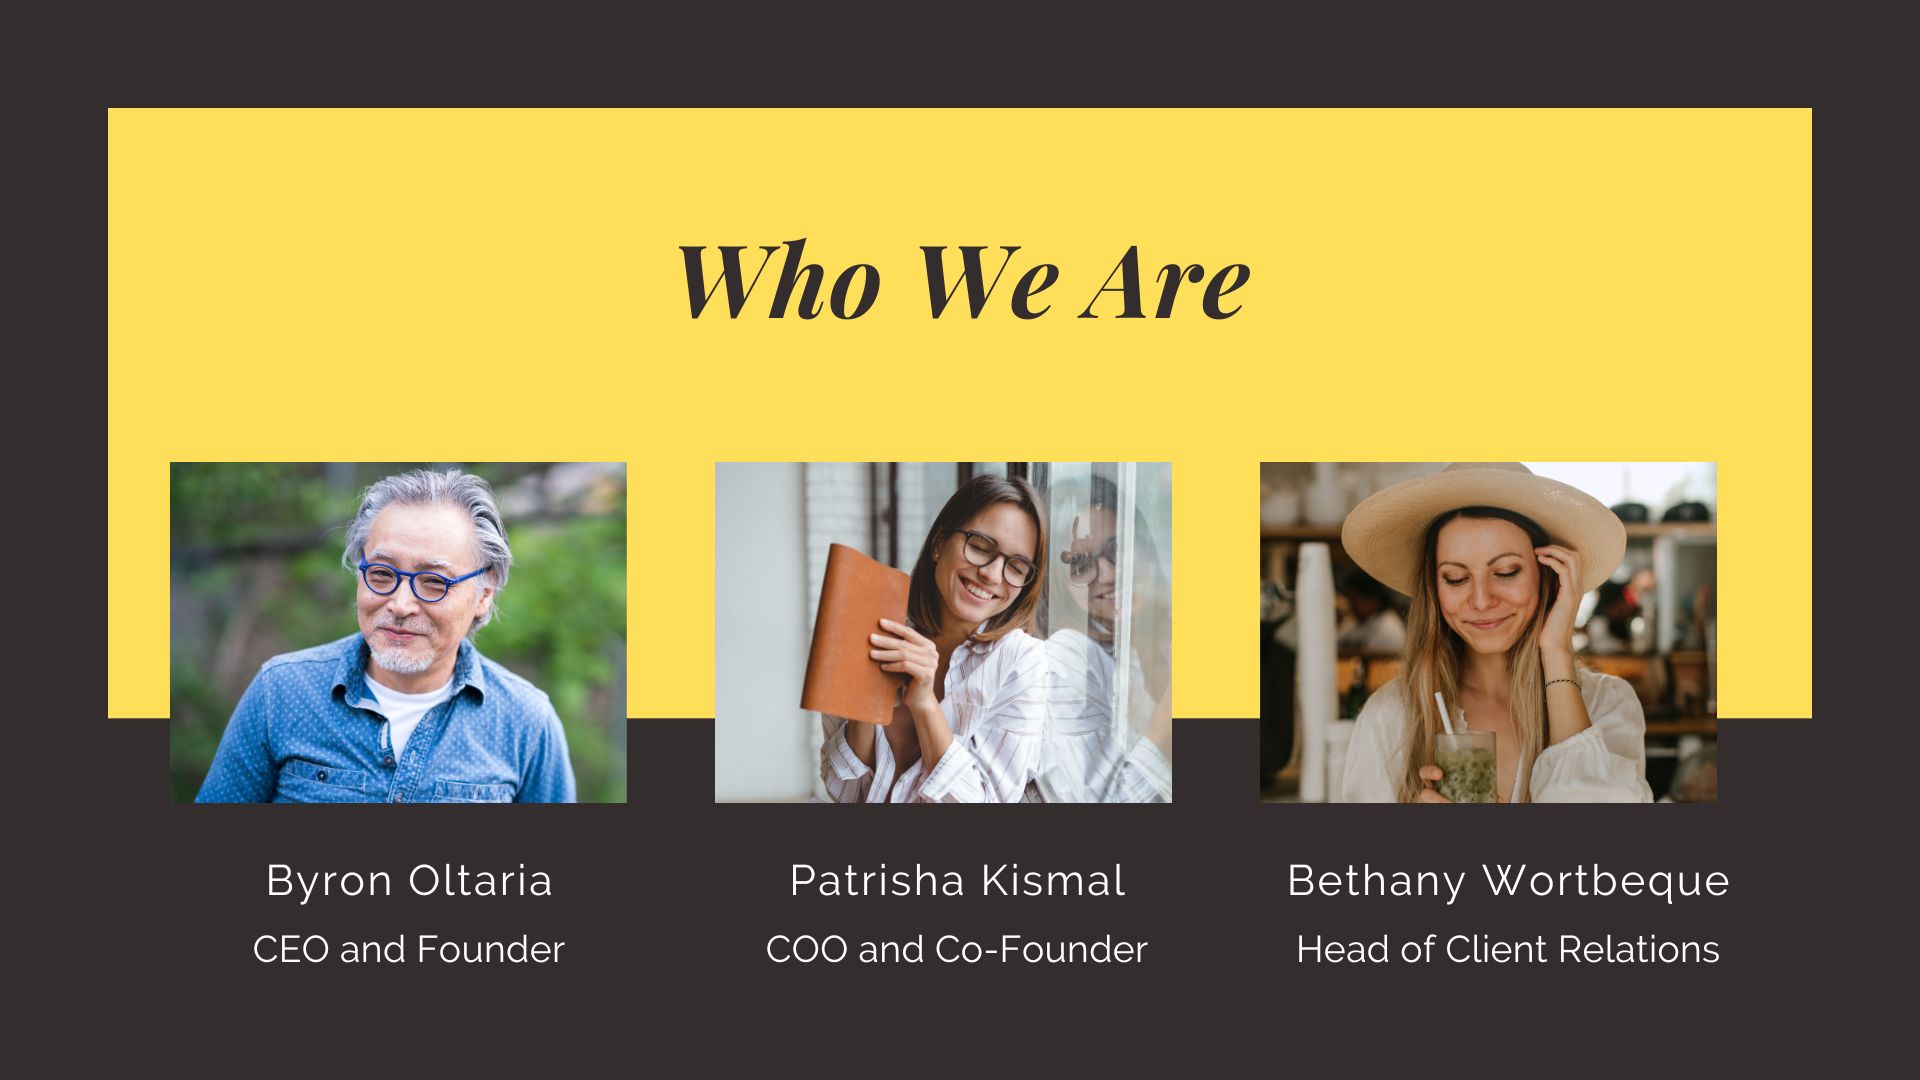 Who We Are
Byron Oltaria
CEO and Founder
Patrisha Kismal
COO and Co-Founder
Bethany Wortbeque
Head of Client Relations